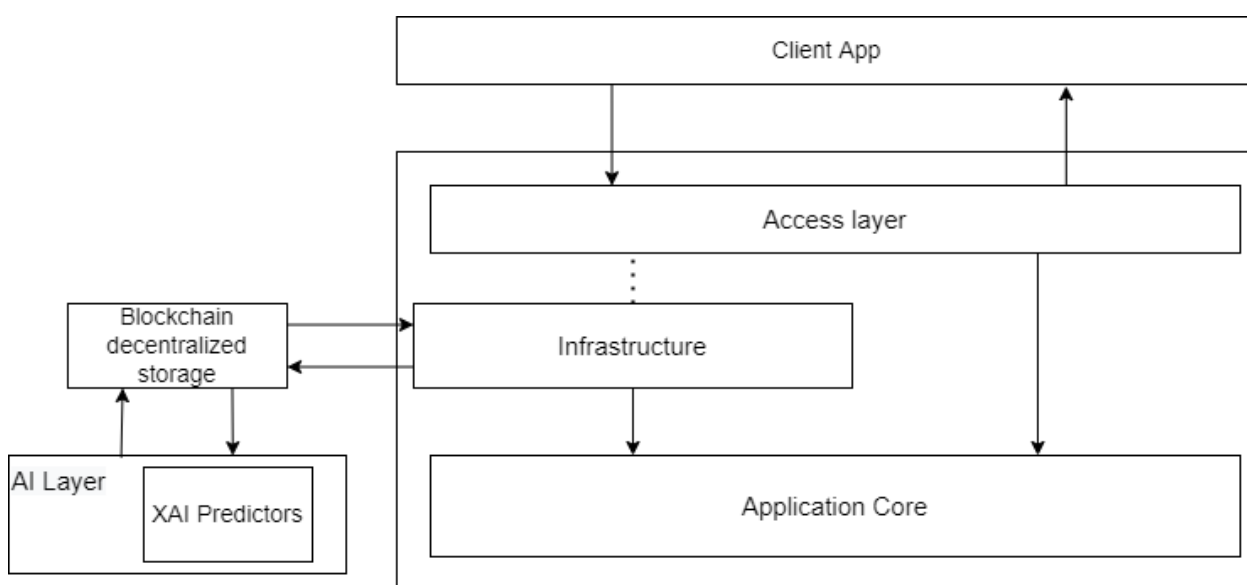 Client App
Access layer
Blockchain
decentralized
storage
Infrastructure
AI Layer
XAI Predictors
Application Core